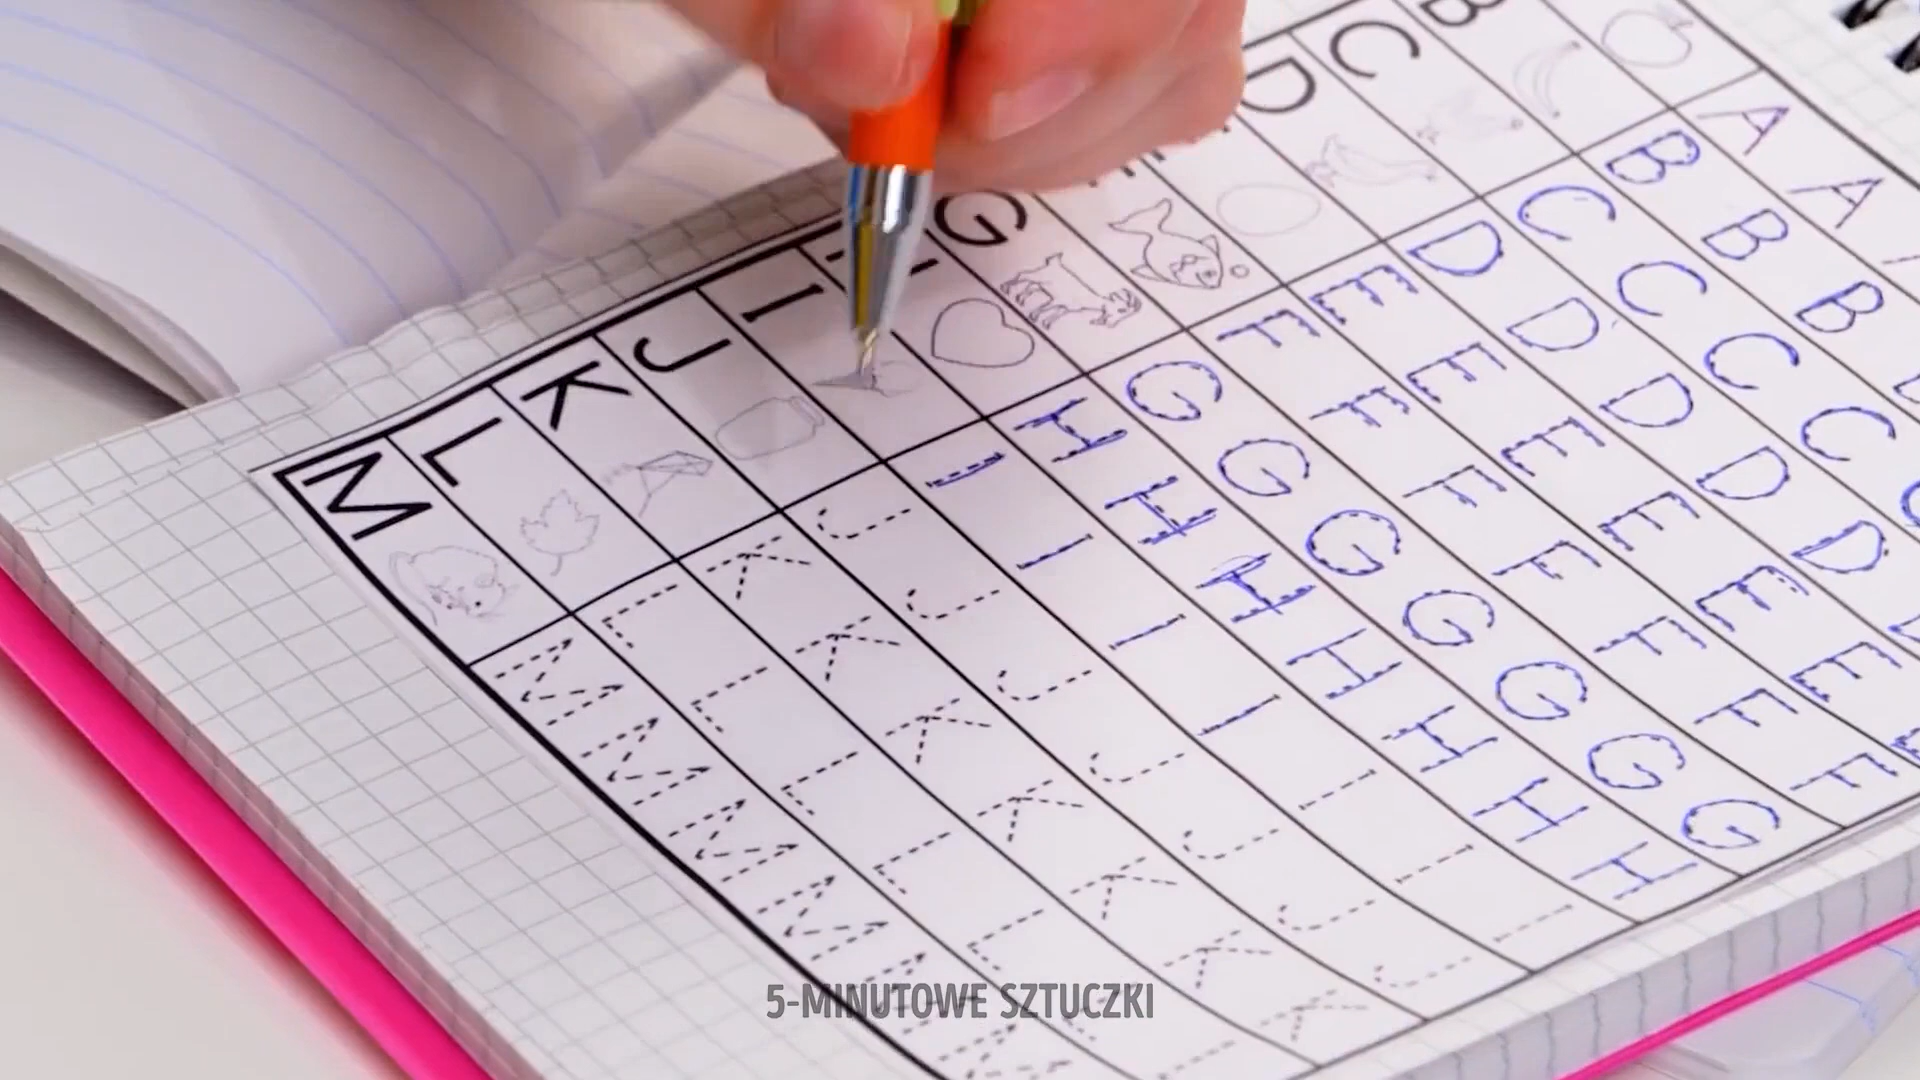 A A
B B B B
C C C C C C
D D D D D D
E E E E E E E
F F F F F F F
G G G G G G G G
H H H H H H H H
I I I I I I I I
J J J J J J J J
K K K K K K K K
L L L L L L
M M M M M M M
5-MINUTOWE SZTUCZKI